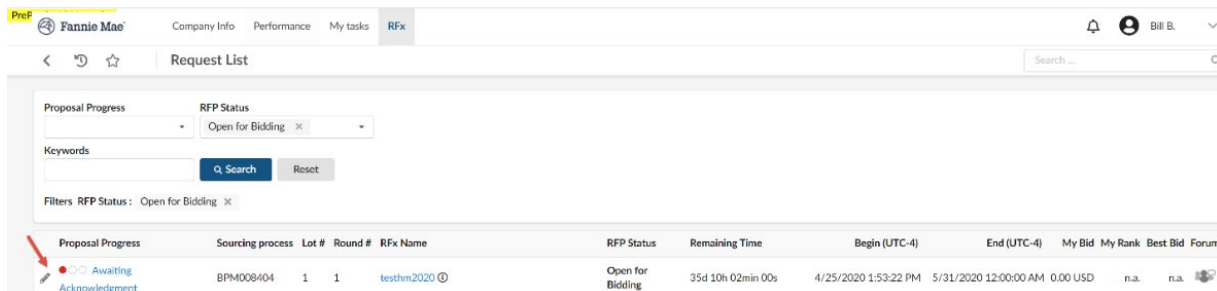 PreP
Fannie Mae Company Info Performance My tasks RFx Bill B.
Request List Search ...
Proposal Progress RFP Status
Open for Bidding ×
Keywords
Search Reset
Filters RFP Status : Open for Bidding ×
Proposal Progress Sourcing process Lot # Round # RFx Name RFP Status Remaining Time Begin (UTC-4) End (UTC-4) My Bid My Rank Best Bid Forum
Awaiting Acknowledgment BPM008404 1 1 testhm2020 Open for Bidding 35d 10h 02min 00s 4/25/2020 1:53:22 PM 5/31/2020 12:00:00 AM 0.00 USD n.a. n.a.